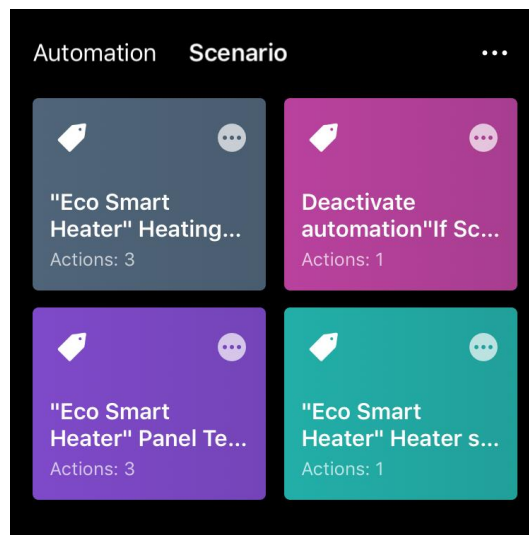 Automation Scenario
"Eco Smart
Heater" Heating...
Actions: 3
Deactivate
automation"If Sc...
Actions: 1
"Eco Smart
Heater" Panel Te...
Actions: 3
"Eco Smart
Heater" Heater s...
Actions: 1